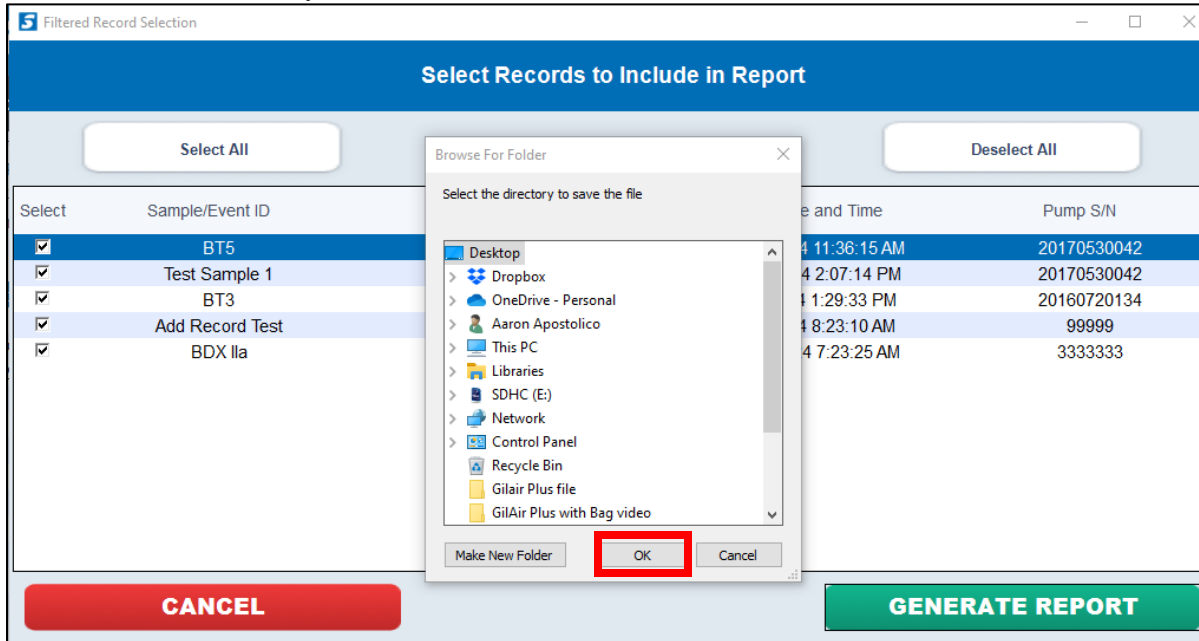 Filtered Record Selection
Select Records to Include in Report
Select All
Deselect All
Select Sample/Event ID e and Time Pump S/N
BT5 4 11:36:15 AM 20170530042
Test Sample 1 4 2:07:14 PM 20170530042
BT3 1:29:33 PM 20160720134
Add Record Test 4 8:23:10 AM 99999
BDX IIa 4 7:23:25 AM 3333333
Browse For Folder
Select the directory to save the file
Desktop
Dropbox
OneDrive - Personal
Aaron Apostolico
This PC
Libraries
SDHC (E:)
Network
Control Panel
Recycle Bin
Gilair Plus file
GilAir Plus with Bag video
Make New Folder OK Cancel
CANCEL GENERATE REPORT